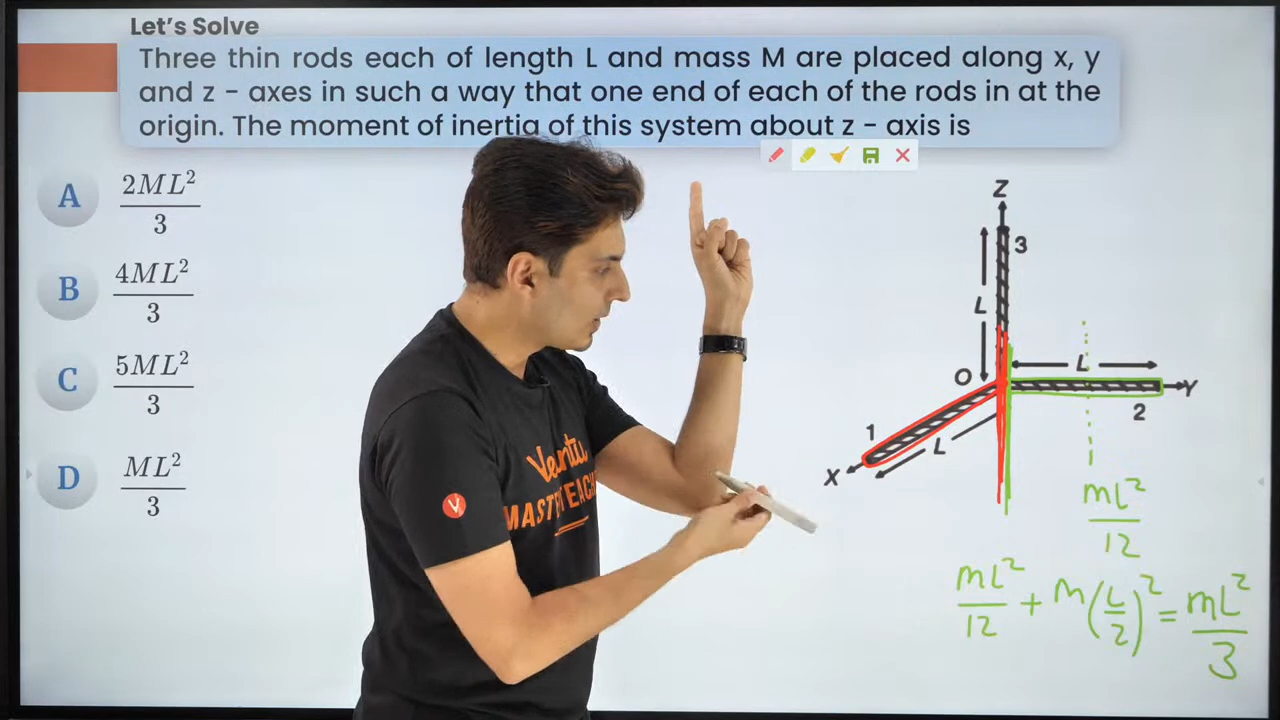 Let's Solve
Three thin rods each of length L and mass M are placed along x, y
and z - axes in such a way that one end of each of the rods in at the
origin. The moment of inertia of this system about z - axis is
A 2ML²/3
B 4ML²/3
C 5ML²/3
D ML²/3
Z
3
L
O
L
Y
2
1
L
X
mL²/12
mL²/12 + M(L/2)² = mL²/3
Vedantu
MASTERTEACH
V